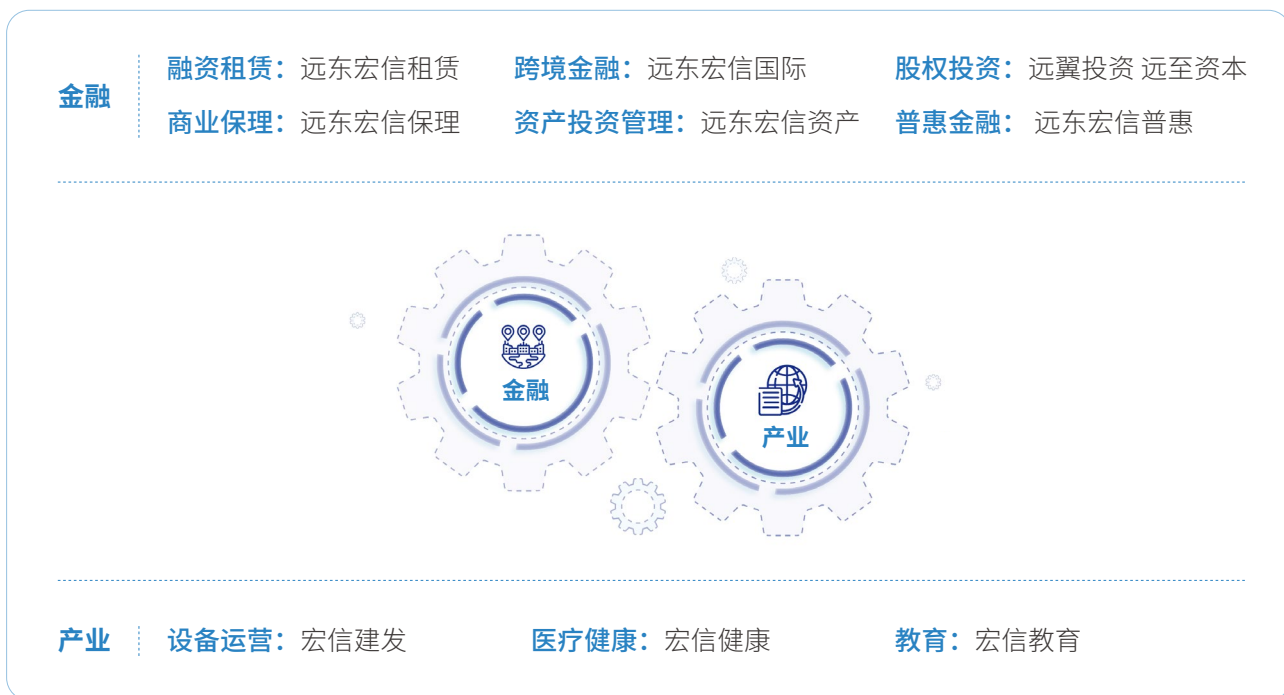 金融
融资租赁：远东宏信租赁 跨境金融：远东宏信国际 股权投资：远翼投资 远至资本
商业保理：远东宏信保理 资产投资管理：远东宏信资产 普惠金融： 远东宏信普惠
金融
产业
产业 设备运营：宏信建发 医疗健康：宏信健康 教育：宏信教育